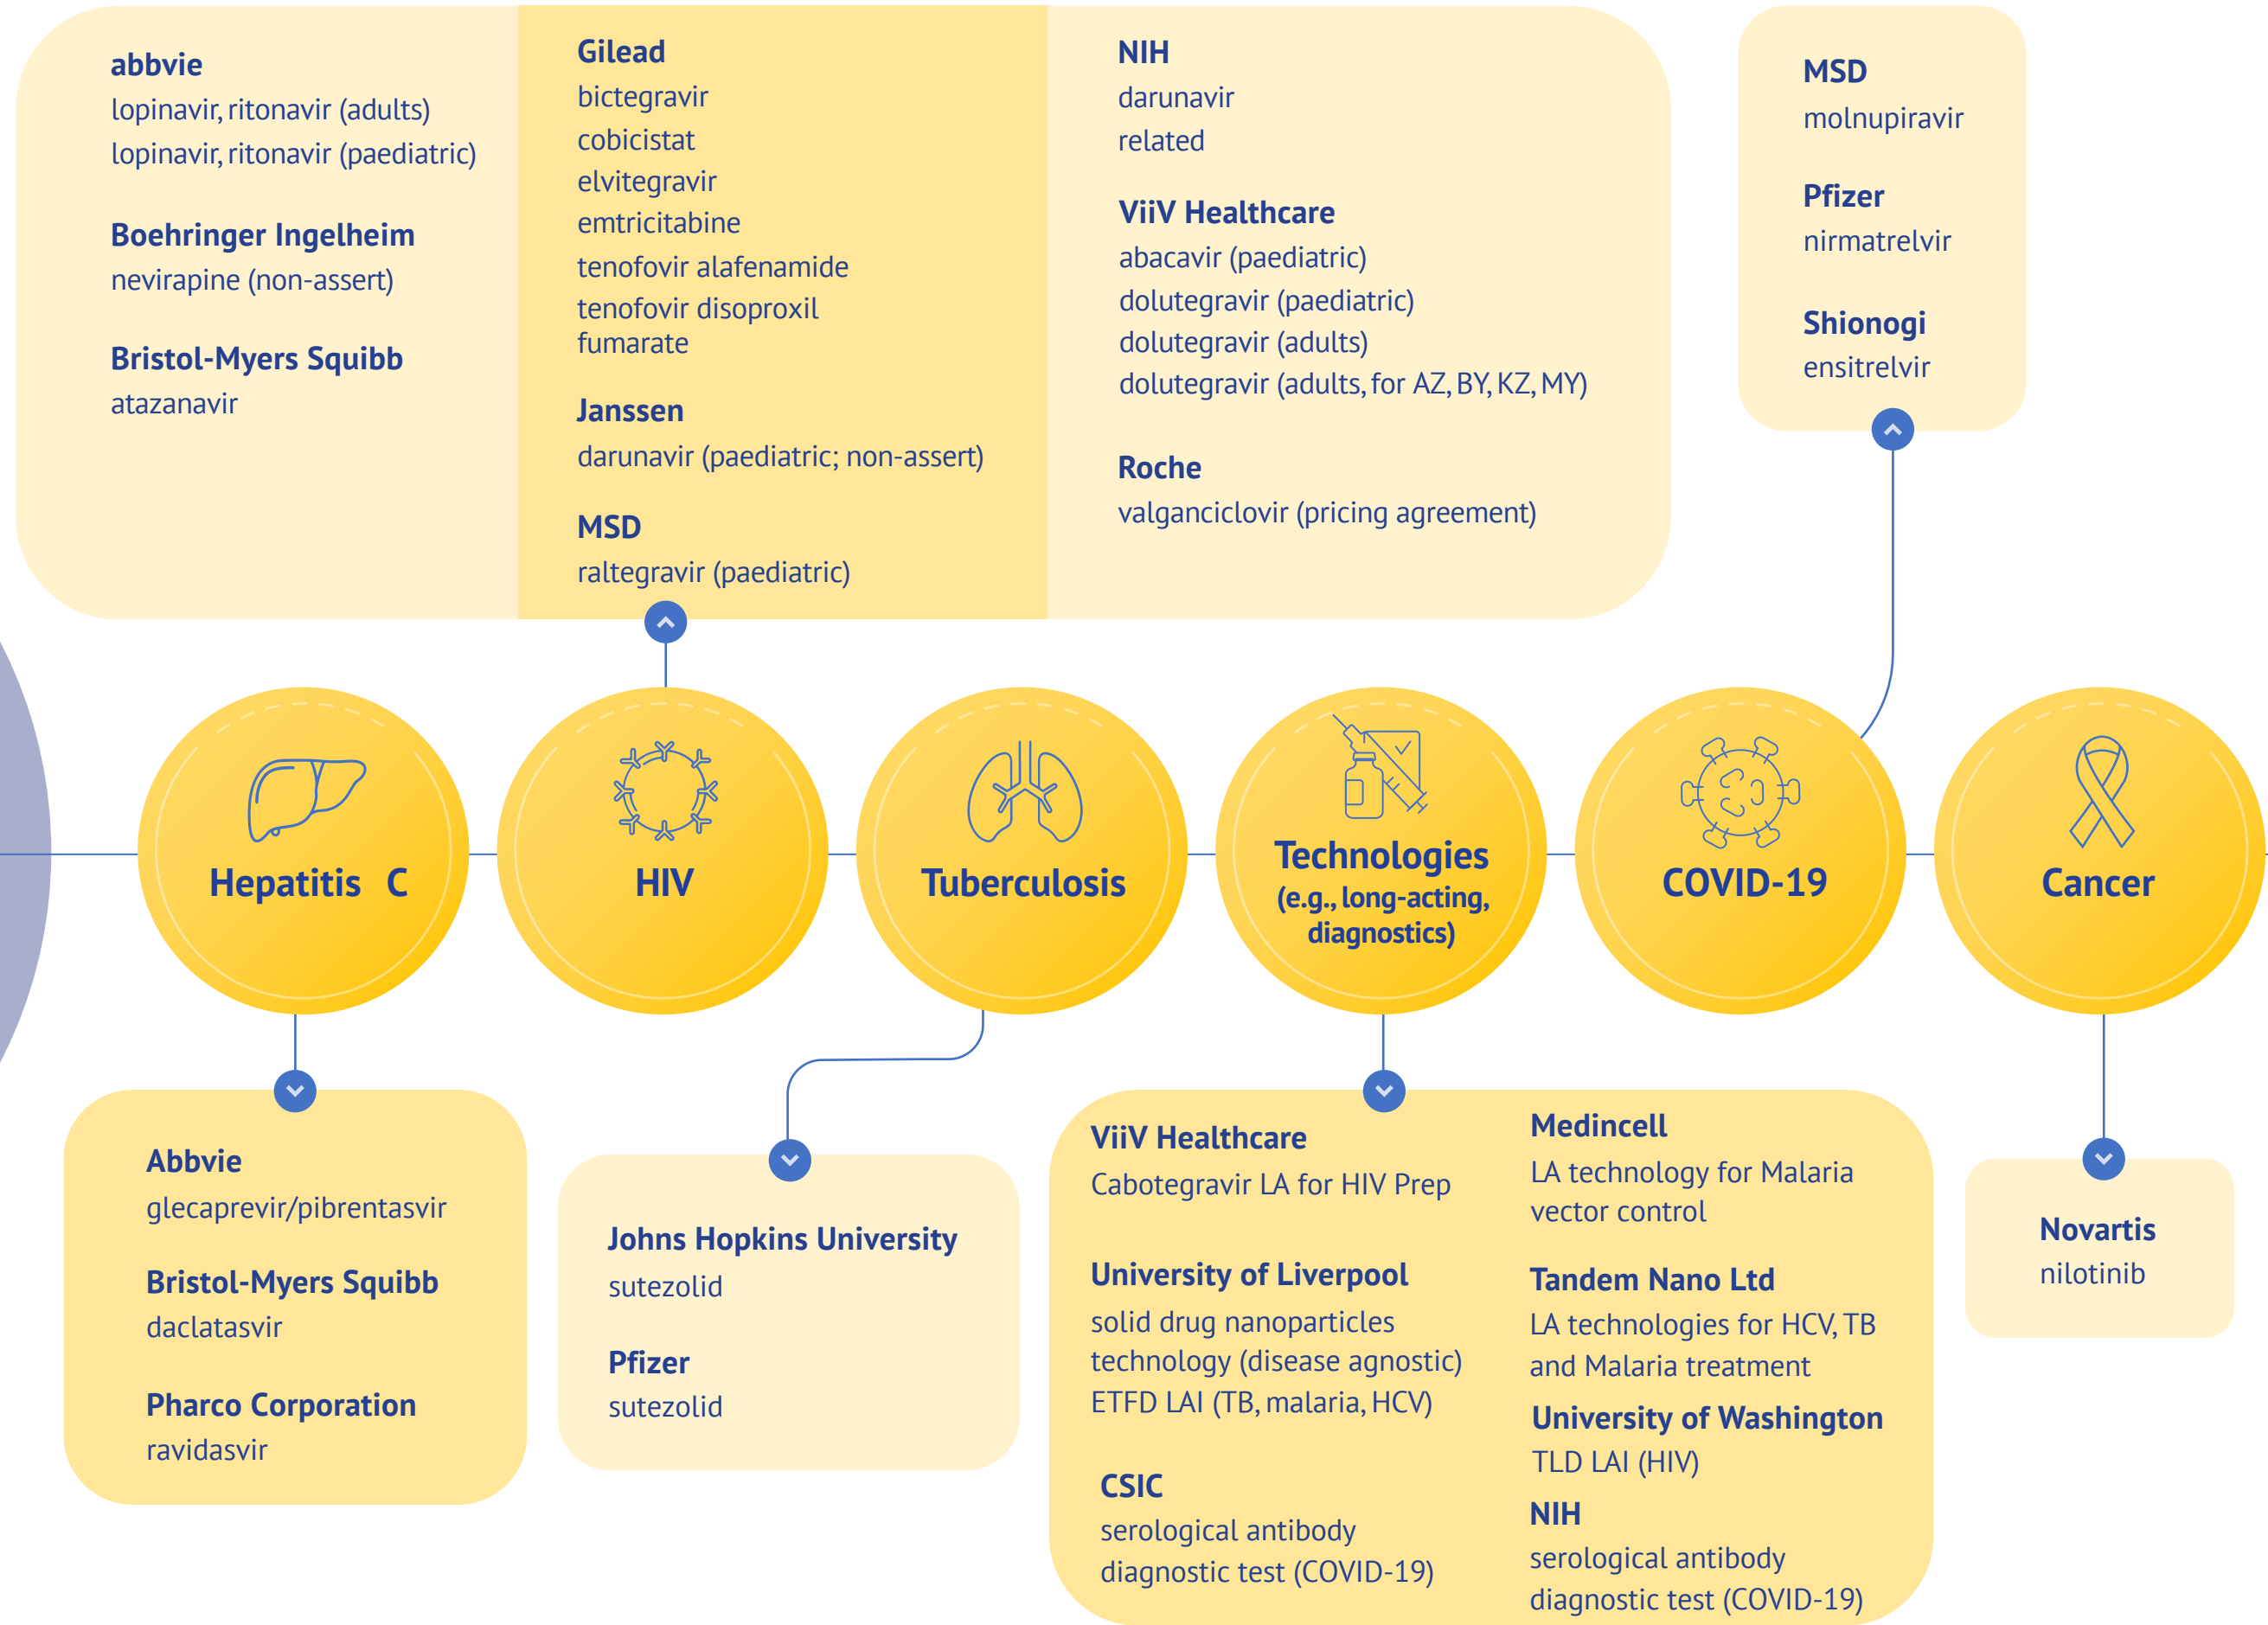 abbvie
lopinavir, ritonavir (adults)
lopinavir, ritonavir (paediatric)
Boehringer Ingelheim
nevirapine (non-assert)
Bristol-Myers Squibb
atazanavir
Gilead
bictegravir
cobicistat
elvitegravir
emtricitabine
tenofovir alafenamide
tenofovir disoproxil
fumarate
Janssen
darunavir (paediatric; non-assert)
MSD
raltegravir (paediatric)
NIH
darunavir
related
ViiV Healthcare
abacavir (paediatric)
dolutegravir (paediatric)
dolutegravir (adults)
dolutegravir (adults, for AZ, BY, KZ, MY)
Roche
valganciclovir (pricing agreement)
MSD
molnupiravir
Pfizer
nirmatrelvir
Shionogi
ensitrelvir
Hepatitis C
HIV
Tuberculosis
Technologies
(e.g., long-acting,
diagnostics)
COVID-19
Cancer
Abbvie
glecaprevir/pibrentasvir
Bristol-Myers Squibb
daclatasvir
Pharco Corporation
ravidasvir
Johns Hopkins University
sutezolid
Pfizer
sutezolid
ViiV Healthcare
Cabotegravir LA for HIV Prep
University of Liverpool
solid drug nanoparticles
technology (disease agnostic)
ETFD LAI (TB, malaria, HCV)
CSIC
serological antibody
diagnostic test (COVID-19)
Medincell
LA technology for Malaria
vector control
Tandem Nano Ltd
LA technologies for HCV, TB
and Malaria treatment
University of Washington
TLD LAI (HIV)
NIH
serological antibody
diagnostic test (COVID-19)
Novartis
nilotinib